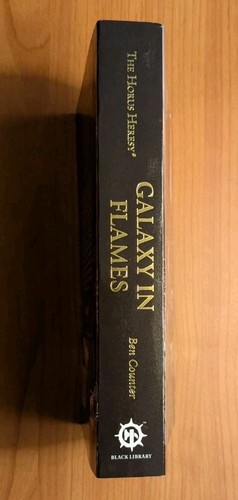 THE HORUS HERESY®
GALAXY IN
FLAMES
Ben Counter
BLACK LIBRARY